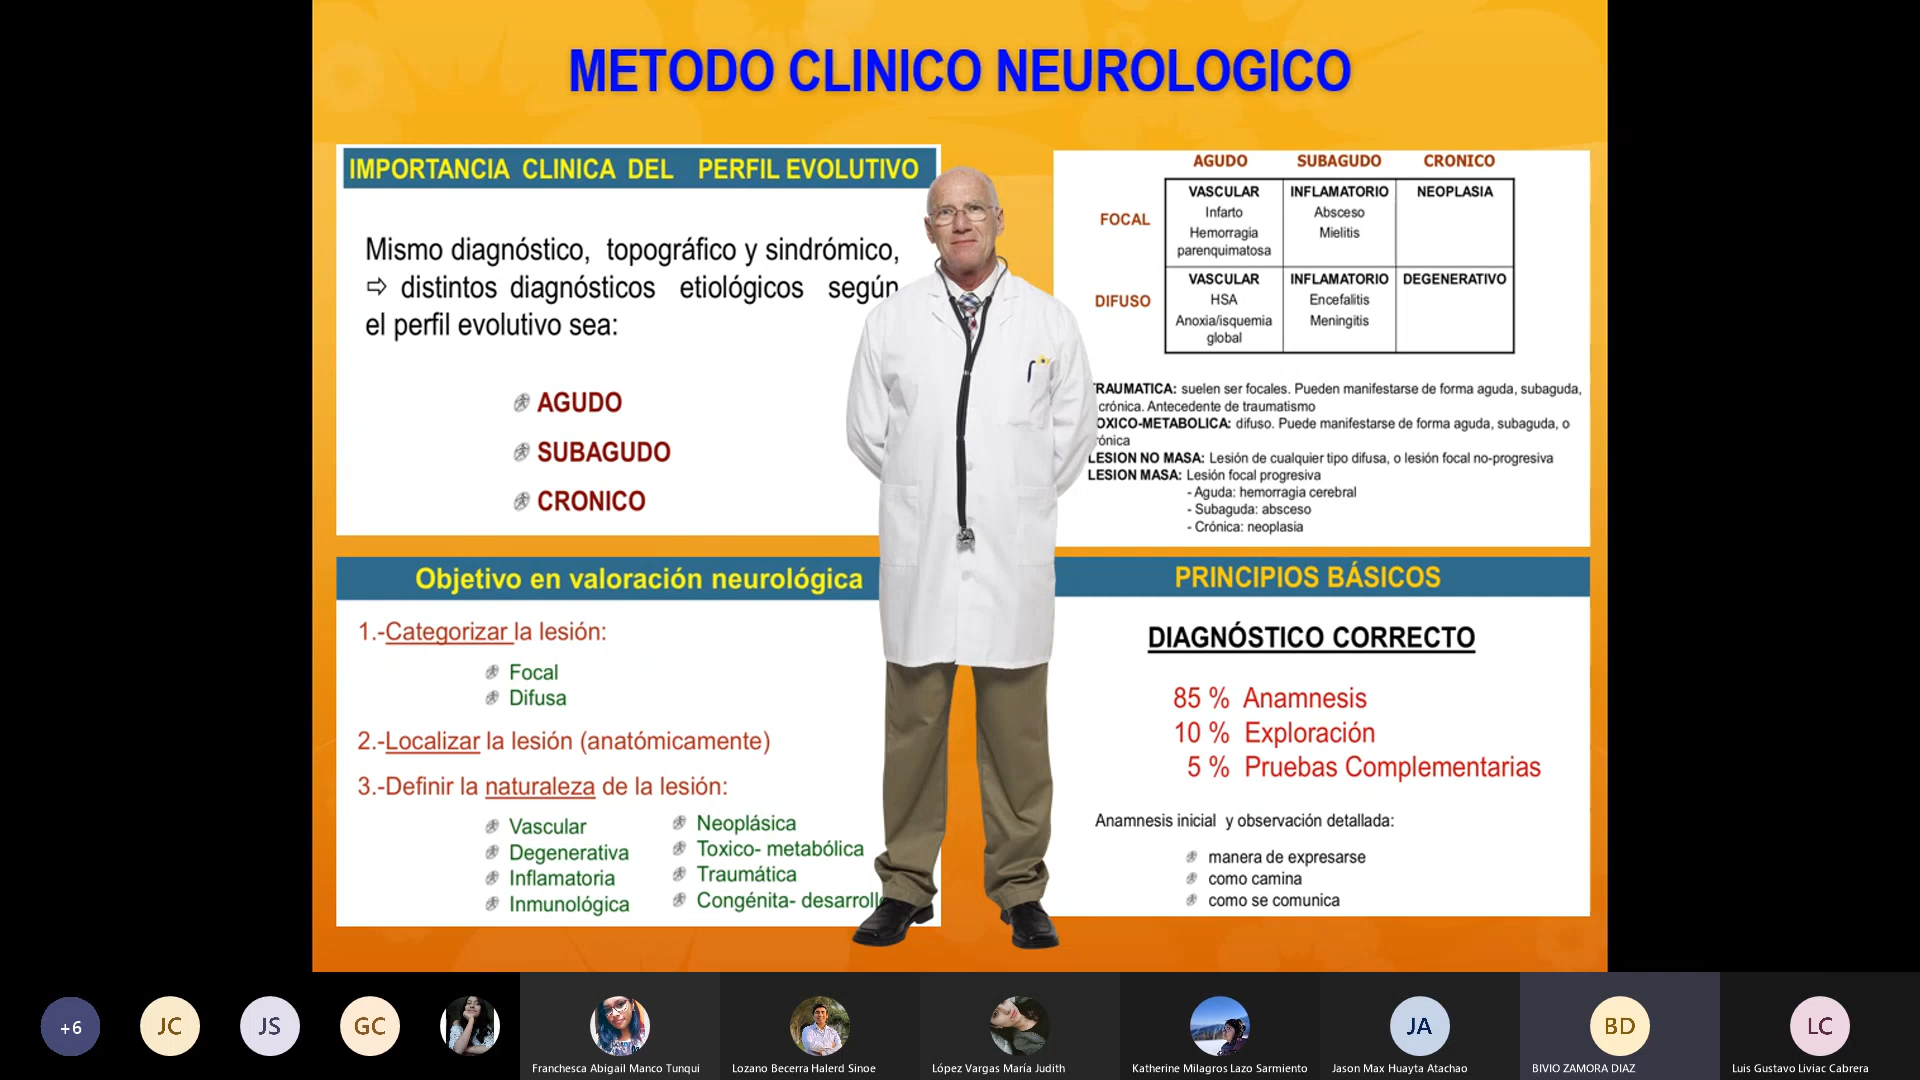 METODO CLINICO NEUROLOGICO
IMPORTANCIA CLINICA DEL PERFIL EVOLUTIVO
Mismo diagnóstico, topográfico y sindrómico,
⇨ distintos diagnósticos etiológicos según
el perfil evolutivo sea:
AGUDO
SUBAGUDO
CRONICO
AGUDO SUBAGUDO CRONICO
FOCAL
VASCULAR
Infarto
Hemorragia
parenquimatosa
INFLAMATORIO
Absceso
Mielitis
NEOPLASIA
DIFUSO
VASCULAR
HSA
Anoxia/isquemia
global
INFLAMATORIO
Encefalitis
Meningitis
DEGENERATIVO
RAUMATICA: suelen ser focales. Pueden manifestarse de forma aguda, subaguda,
crónica. Antecedente de traumatismo
OXICO-METABOLICA: difuso. Puede manifestarse de forma aguda, subaguda, o
rónica
LESION NO MASA: Lesión de cualquier tipo difusa, o lesión focal no-progresiva
LESION MASA: Lesión focal progresiva
- Aguda: hemorragia cerebral
- Subaguda: absceso
- Crónica: neoplasia
Objetivo en valoración neurológica
1.-Categorizar la lesión:
Focal
Difusa
2.-Localizar la lesión (anatómicamente)
3.-Definir la naturaleza de la lesión:
Vascular
Degenerativa
Inflamatoria
Inmunológica
Neoplásica
Toxico- metabólica
Traumática
Congénita- desarroll
PRINCIPIOS BÁSICOS
DIAGNÓSTICO CORRECTO
85 % Anamnesis
10 % Exploración
5 % Pruebas Complementarias
Anamnesis inicial y observación detallada:
manera de expresarse
como camina
como se comunica
+6
JC
JS
GC
Franchesca Abigail Manco Tunqui
Lozano Becerra Halerd Sinoe
López Vargas María Judith
Katherine Milagros Lazo Sarmiento
JA
Jason Max Huayta Atachao
BD
BIVIO ZAMORA DIAZ
LC
Luis Gustavo Liviac Cabrera